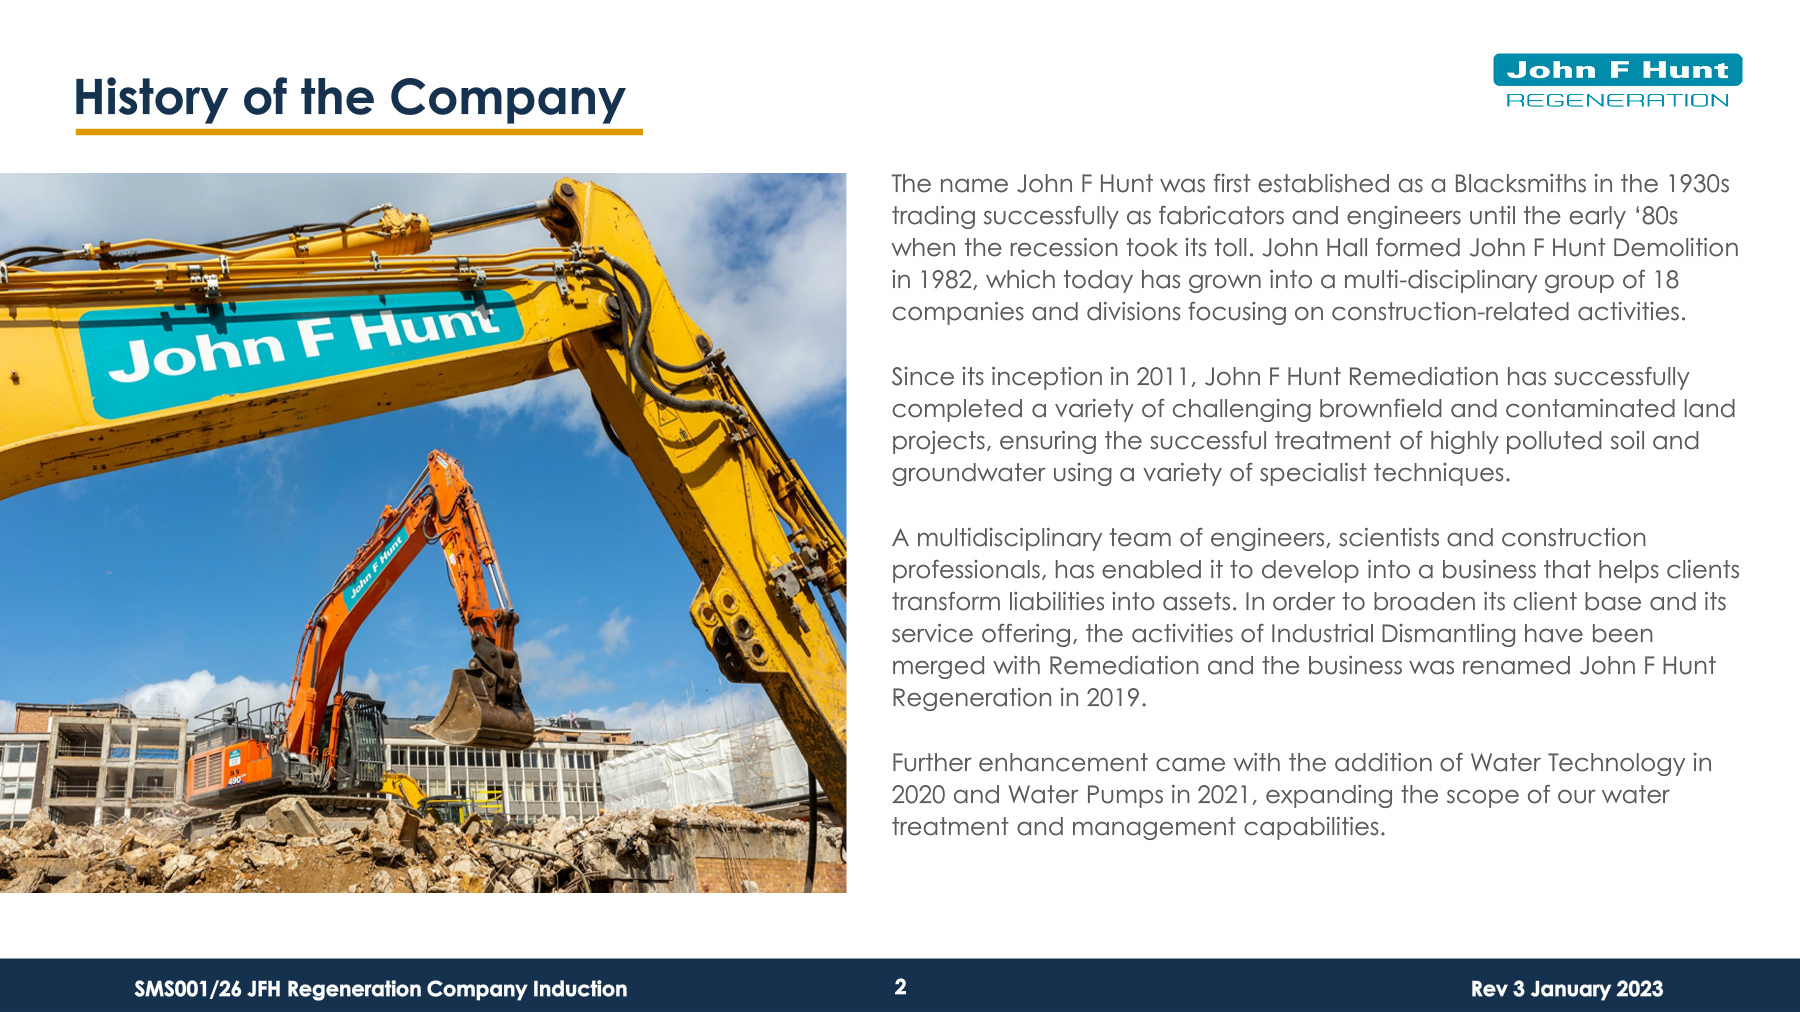 History of the Company
John F Hunt
REGENERATION
John F Hunt
John F Hunt
490
The name John F Hunt was first established as a Blacksmiths in the 1930s
trading successfully as fabricators and engineers until the early ‘80s
when the recession took its toll. John Hall formed John F Hunt Demolition
in 1982, which today has grown into a multi-disciplinary group of 18
companies and divisions focusing on construction-related activities.
Since its inception in 2011, John F Hunt Remediation has successfully
completed a variety of challenging brownfield and contaminated land
projects, ensuring the successful treatment of highly polluted soil and
groundwater using a variety of specialist techniques.
A multidisciplinary team of engineers, scientists and construction
professionals, has enabled it to develop into a business that helps clients
transform liabilities into assets. In order to broaden its client base and its
service offering, the activities of Industrial Dismantling have been
merged with Remediation and the business was renamed John F Hunt
Regeneration in 2019.
Further enhancement came with the addition of Water Technology in
2020 and Water Pumps in 2021, expanding the scope of our water
treatment and management capabilities.
SMS001/26 JFH Regeneration Company Induction
2
Rev 3 January 2023